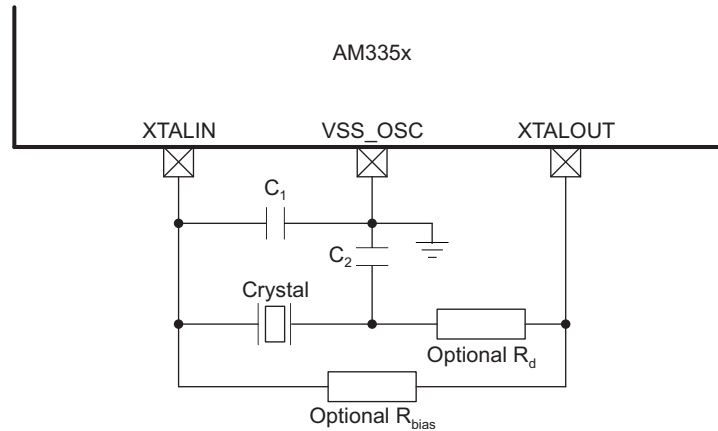 AM335x
XTALIN VSS_OSC XTALOUT
C1
C2
Crystal
Optional Rd
Optional Rbias